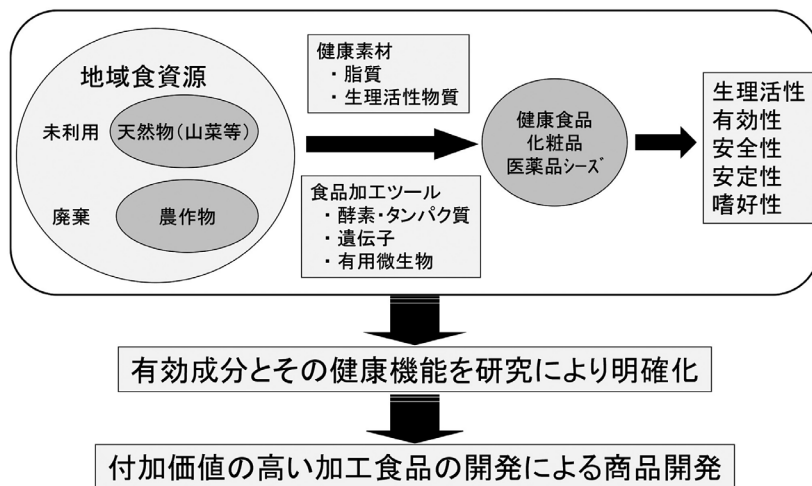 地域食資源
未利用
天然物(山菜等)
廃棄
農作物
健康素材
・脂質
・生理活性物質
食品加工ツール
・酵素・タンパク質
・遺伝子
・有用微生物
健康食品
化粧品
医薬品シーズ
生理活性
有効性
安全性
安定性
嗜好性
有効成分とその健康機能を研究により明確化
付加価値の高い加工食品の開発による商品開発